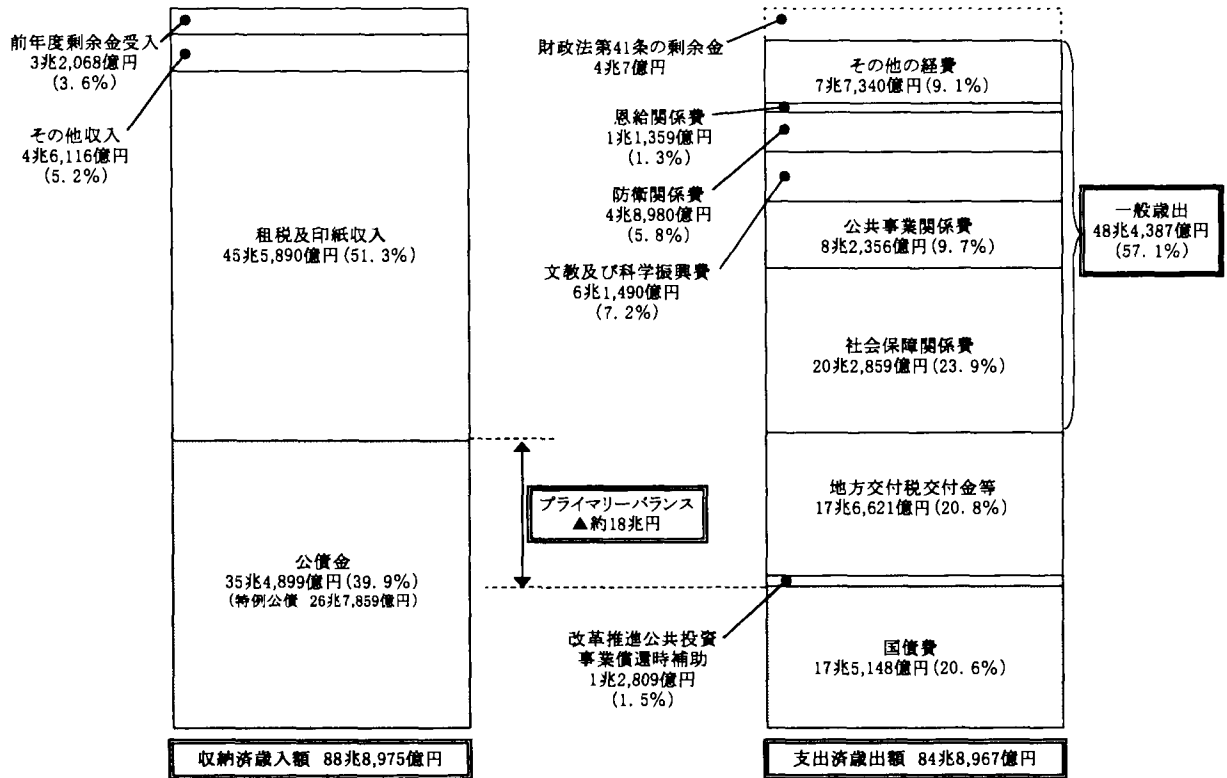 前年度剰余金受入
3兆2,068億円
(3.6%)
その他収入
4兆6,116億円
(5.2%)
租税及印紙収入
45兆5,890億円(51.3%)
公債金
35兆4,899億円(39.9%)
(特例公債 26兆7,859億円)
収納済歳入額 88兆8,975億円
プライマリーバランス
▲約18兆円
財政法第41条の剰余金
4兆7億円
その他の経費
7兆7,340億円(9.1%)
恩給関係費
1兆1,359億円
(1.3%)
防衛関係費
4兆8,980億円
(5.8%)
文教及び科学振興費
6兆1,490億円
(7.2%)
公共事業関係費
8兆2,356億円(9.7%)
社会保障関係費
20兆2,859億円(23.9%)
一般歳出
48兆4,387億円
(57.1%)
地方交付税交付金等
17兆6,621億円(20.8%)
改革推進公共投資
事業償還時補助
1兆2,809億円
(1.5%)
国債費
17兆5,148億円(20.6%)
支出済歳出額 84兆8,967億円